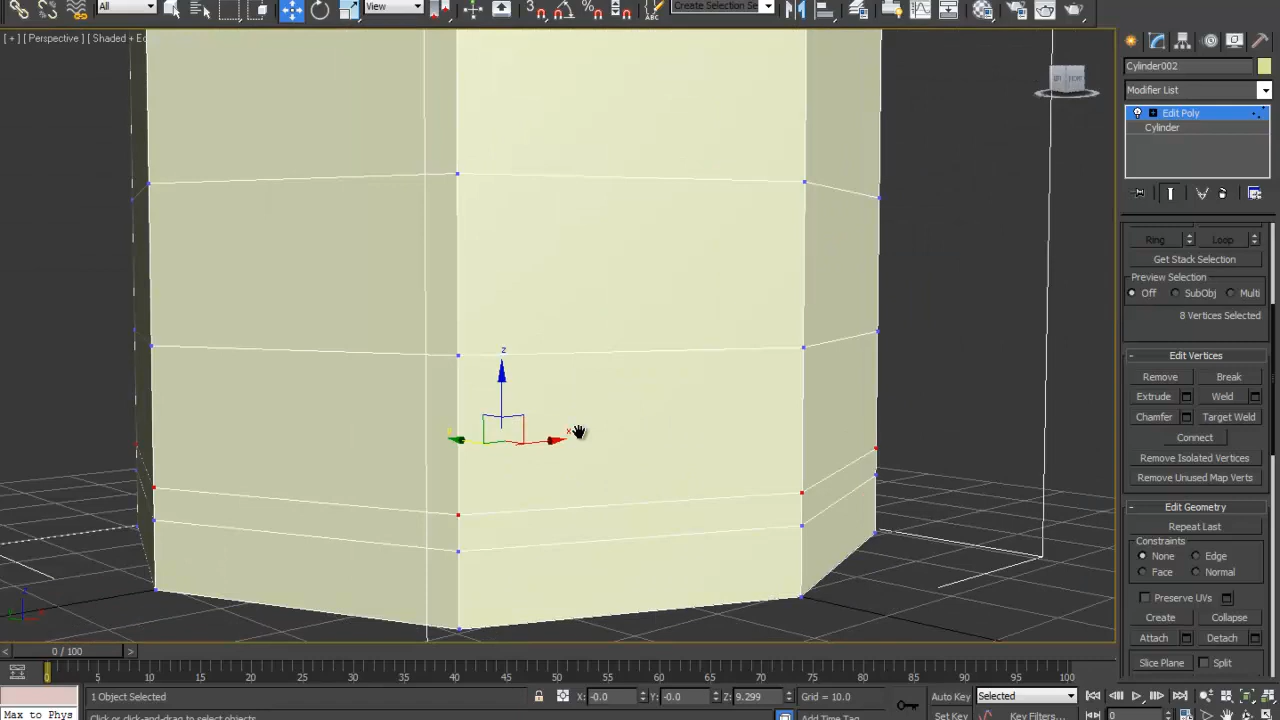 All
View
Create Selection Se
[ + ] [ Perspective ] [ Shaded + Ed
Cylinder002
Modifier List
Edit Poly
Cylinder
Ring
Loop
Get Stack Selection
Preview Selection
Off
SubObj
Multi
8 Vertices Selected
- Edit Vertices
Remove
Break
Extrude
Weld
Chamfer
Target Weld
Connect
Remove Isolated Vertices
Remove Unused Map Verts
- Edit Geometry
Repeat Last
Constraints
None
Edge
Face
Normal
Preserve UVs
Create
Collapse
Attach
Detach
Slice Plane
Split
z
x
< 0 / 100 >
0 5 10 15 20 25 30 35 40 45 50 55 60 65 70 75 80 85 90 95 100
1 Object Selected
X: -0.0
Y: -0.0
Z: 9.299
Grid = 10.0
Auto Key
Selected
Max to Phys
Click or click-and-drag to select objects
Add Time Tag
Set Key
Key Filters...
0